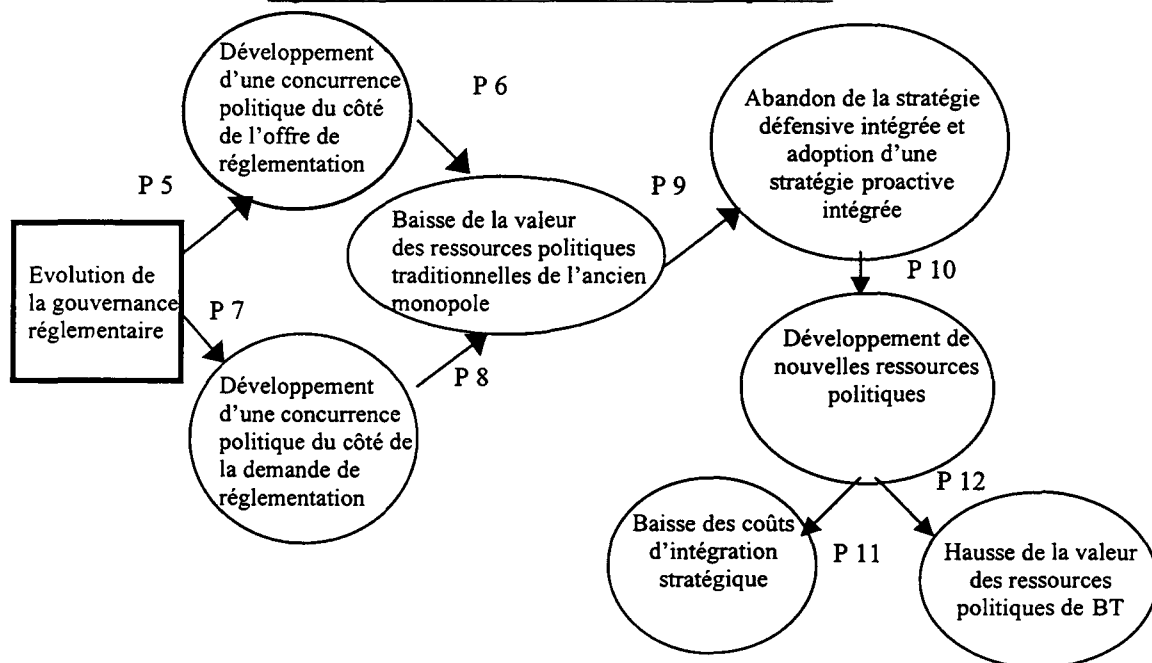 Développement
d'une concurrence
politique du côté
de l'offre de
réglementation
P 6
P 5
Abandon de la stratégie
défensive intégrée et
adoption d'une
stratégie proactive
intégrée
P 9
Baisse de la valeur
des ressources politiques
traditionnelles de l'ancien
monopole
Evolution de
la gouvernance
réglementaire
P 7
P 10
P 8
Développement
d'une concurrence
politique du côté de
la demande de
réglementation
Développement de
nouvelles ressources
politiques
P 12
Baisse des coûts
d'intégration
stratégique
P 11
Hausse de la valeur
des ressources
politiques de BT